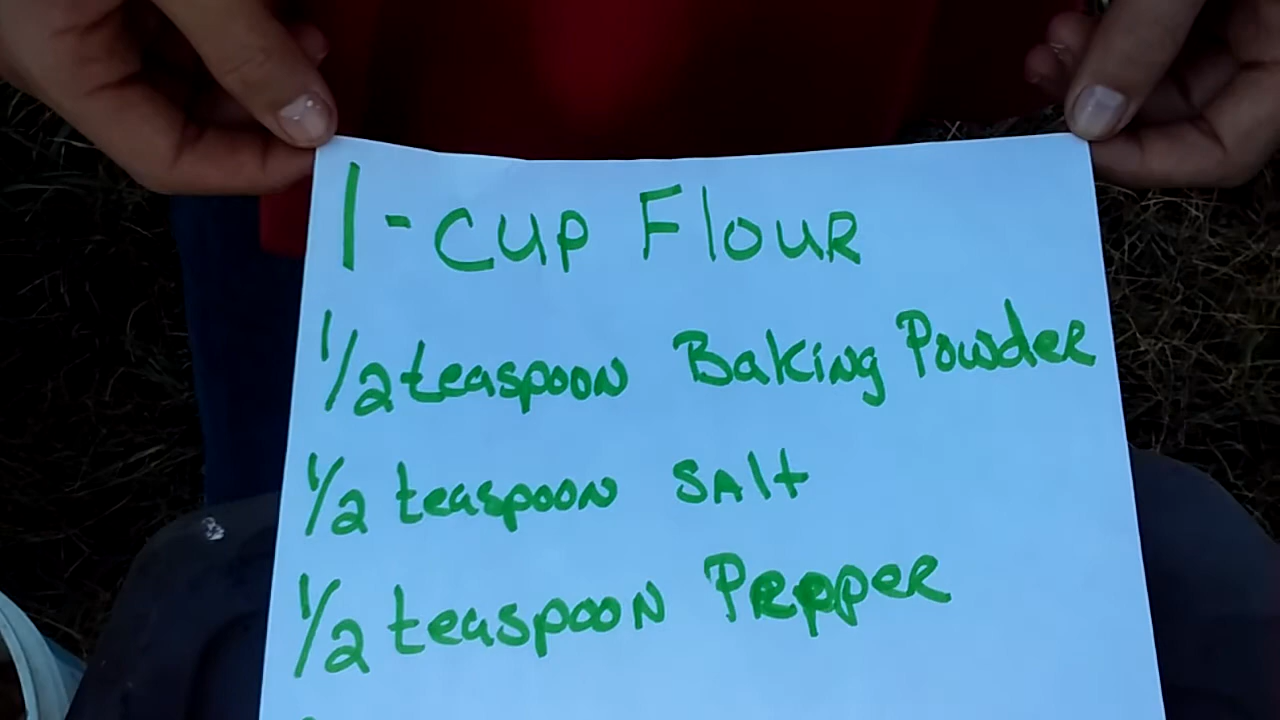 1-CUP FlOUR
1/2 teaspoon Baking Powder
1/2 teaspoon SAlt
1/2 teaspoon Pepper